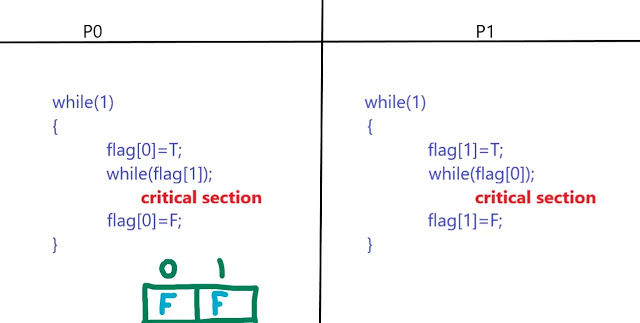 P0
while(1)
{
flag[0]=T;
while(flag[1]);
critical section
flag[0]=F;
}
0 1
F F
P1
while(1)
{
flag[1]=T;
while(flag[0]);
critical section
flag[1]=F;
}